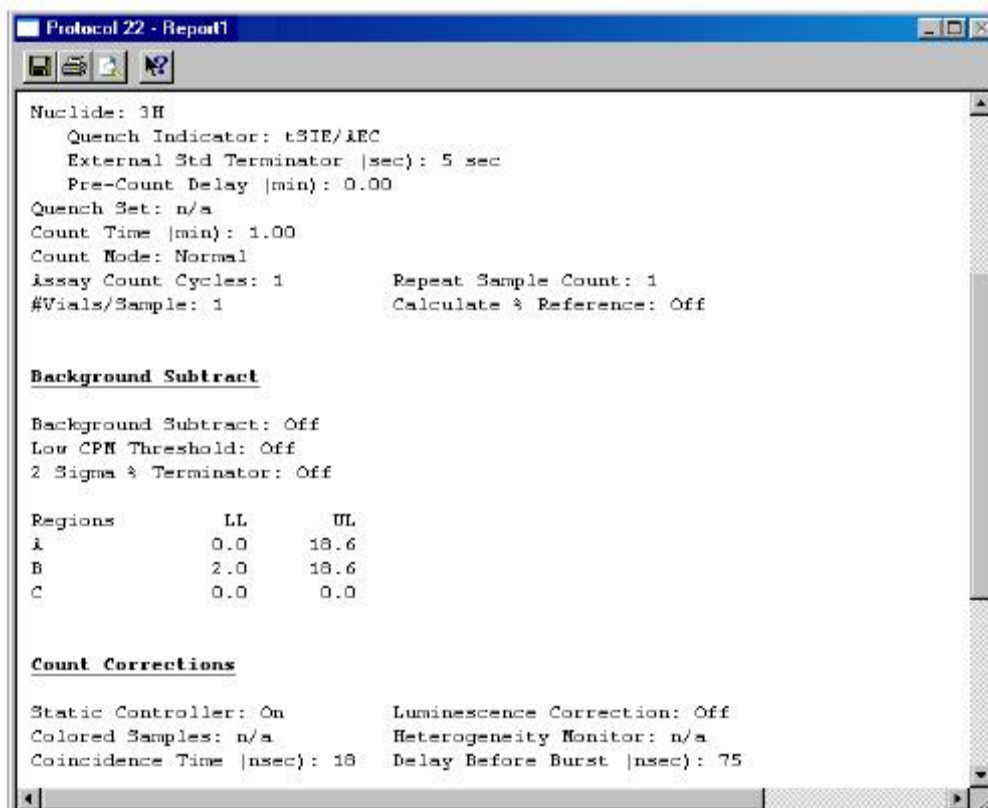 Protocol 22 - Report1
Nuclide: 3H
Quench Indicator: tSIE/AEC
External Std Terminator (sec): 5 sec
Pre-Count Delay (min): 0.00
Quench Set: n/a
Count Time (min): 1.00
Count Mode: Normal
Assay Count Cycles: 1 Repeat Sample Count: 1
#Vials/Sample: 1 Calculate % Reference: Off
Background Subtract
Background Subtract: Off
Low CPM Threshold: Off
2 Sigma % Terminator: Off
Regions LL UL
A 0.0 18.6
B 2.0 18.6
C 0.0 0.0
Count Corrections
Static Controller: On Luminescence Correction: Off
Colored Samples: n/a Heterogeneity Monitor: n/a
Coincidence Time (nsec): 18 Delay Before Burst (nsec): 75